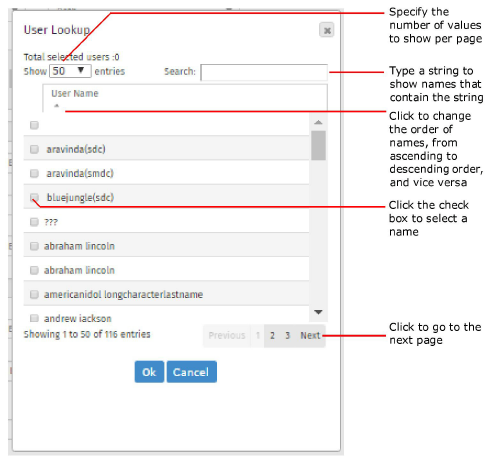 User Lookup
Total selected users :0
Show 50 entries
Search:
User Name
aravinda(sdc)
aravinda(smdc)
bluejungle(sdc)
???
abraham lincoln
abraham lincoln
americanidol longcharacterlastname
andrew jackson
Showing 1 to 50 of 116 entries
Previous 1 2 3 Next
Ok Cancel
Specify the
number of values
to show per page
Type a string to
show names that
contain the string
Click to change
the order of
names, from
ascending to
descending order,
and vice versa
Click the check
box to select a
name
Click to go to the
next page